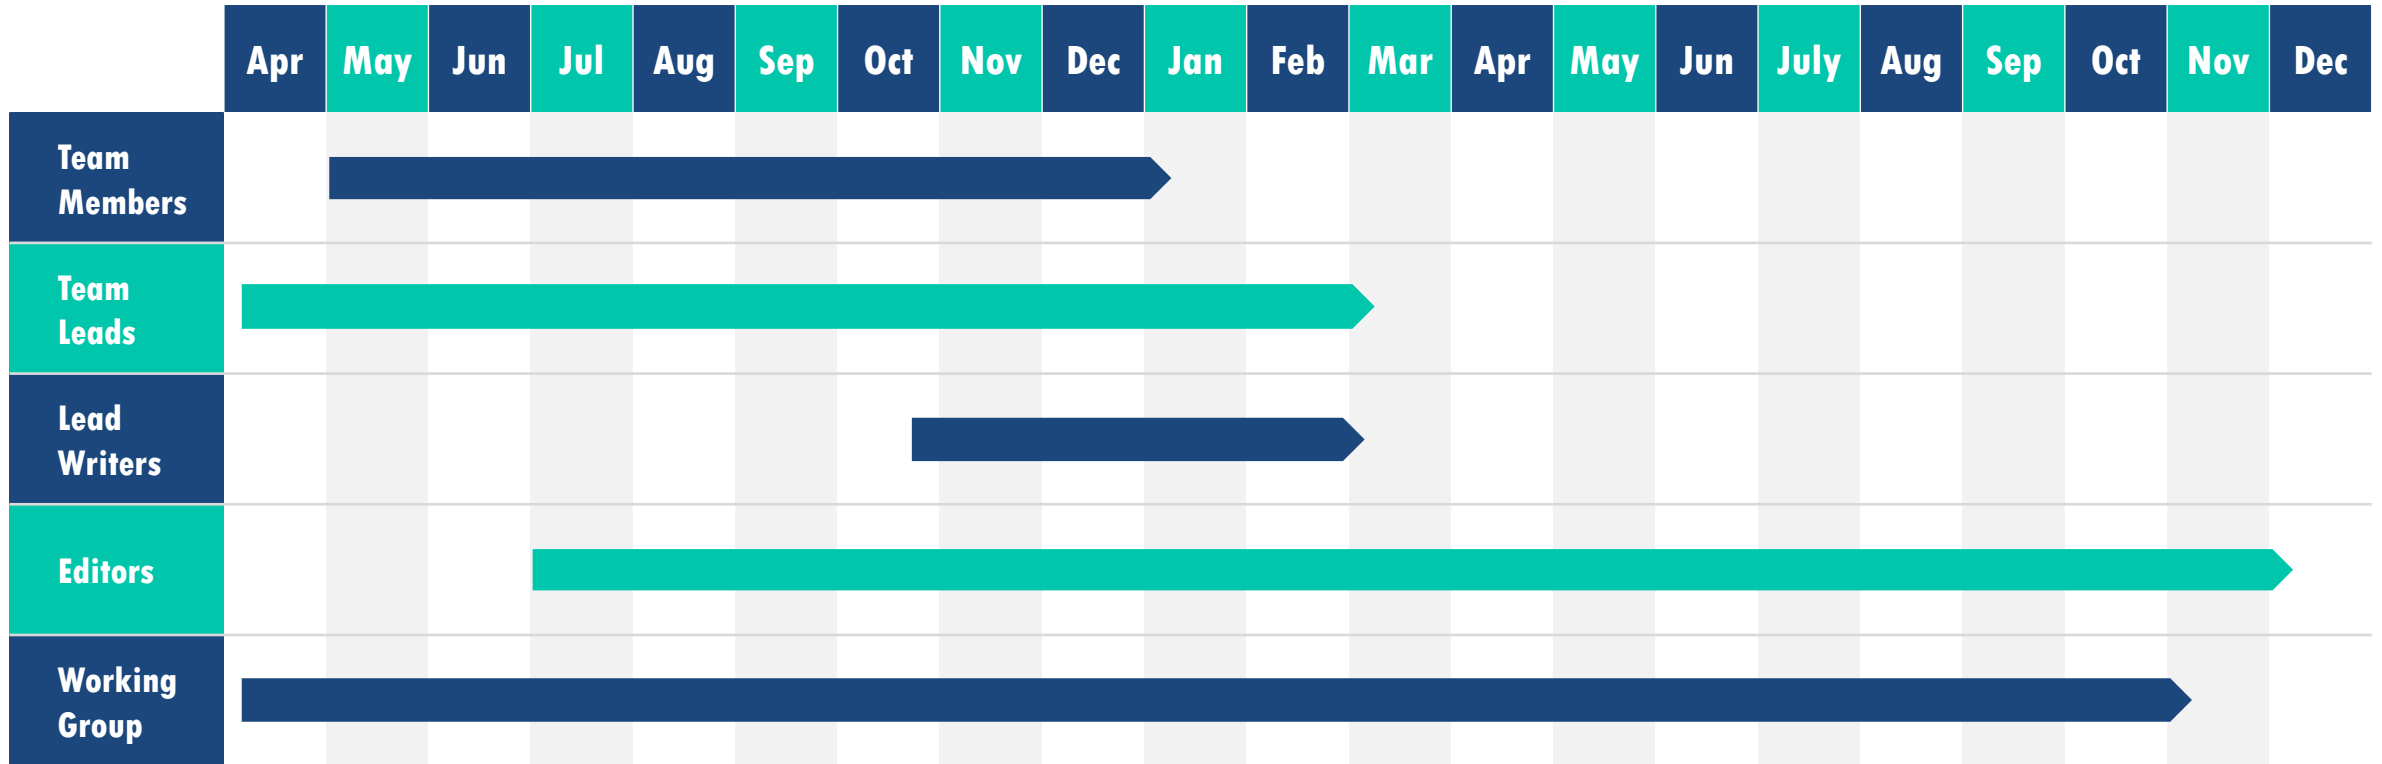 Apr May Jun Jul Aug Sep Oct Nov Dec Jan Feb Mar Apr May Jun July Aug Sep Oct Nov Dec
Team
Members
Team
Leads
Lead
Writers
Editors
Working
Group